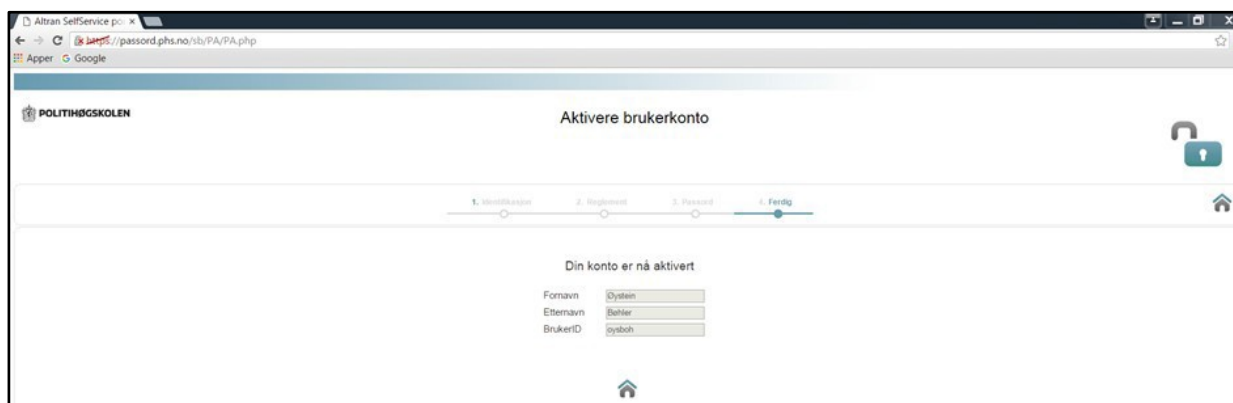 Altran SelfService po
https://passord.phs.no/sb/PA/PA.php
Apper G Google
POLITIHØGSKOLEN
Aktivere brukerkonto
1. Identifikasjon 2. Reglement 3. Passord 4. Ferdig
Din konto er nå aktivert
Fornavn Øystein
Etternavn Bøhler
BrukerID oysboh